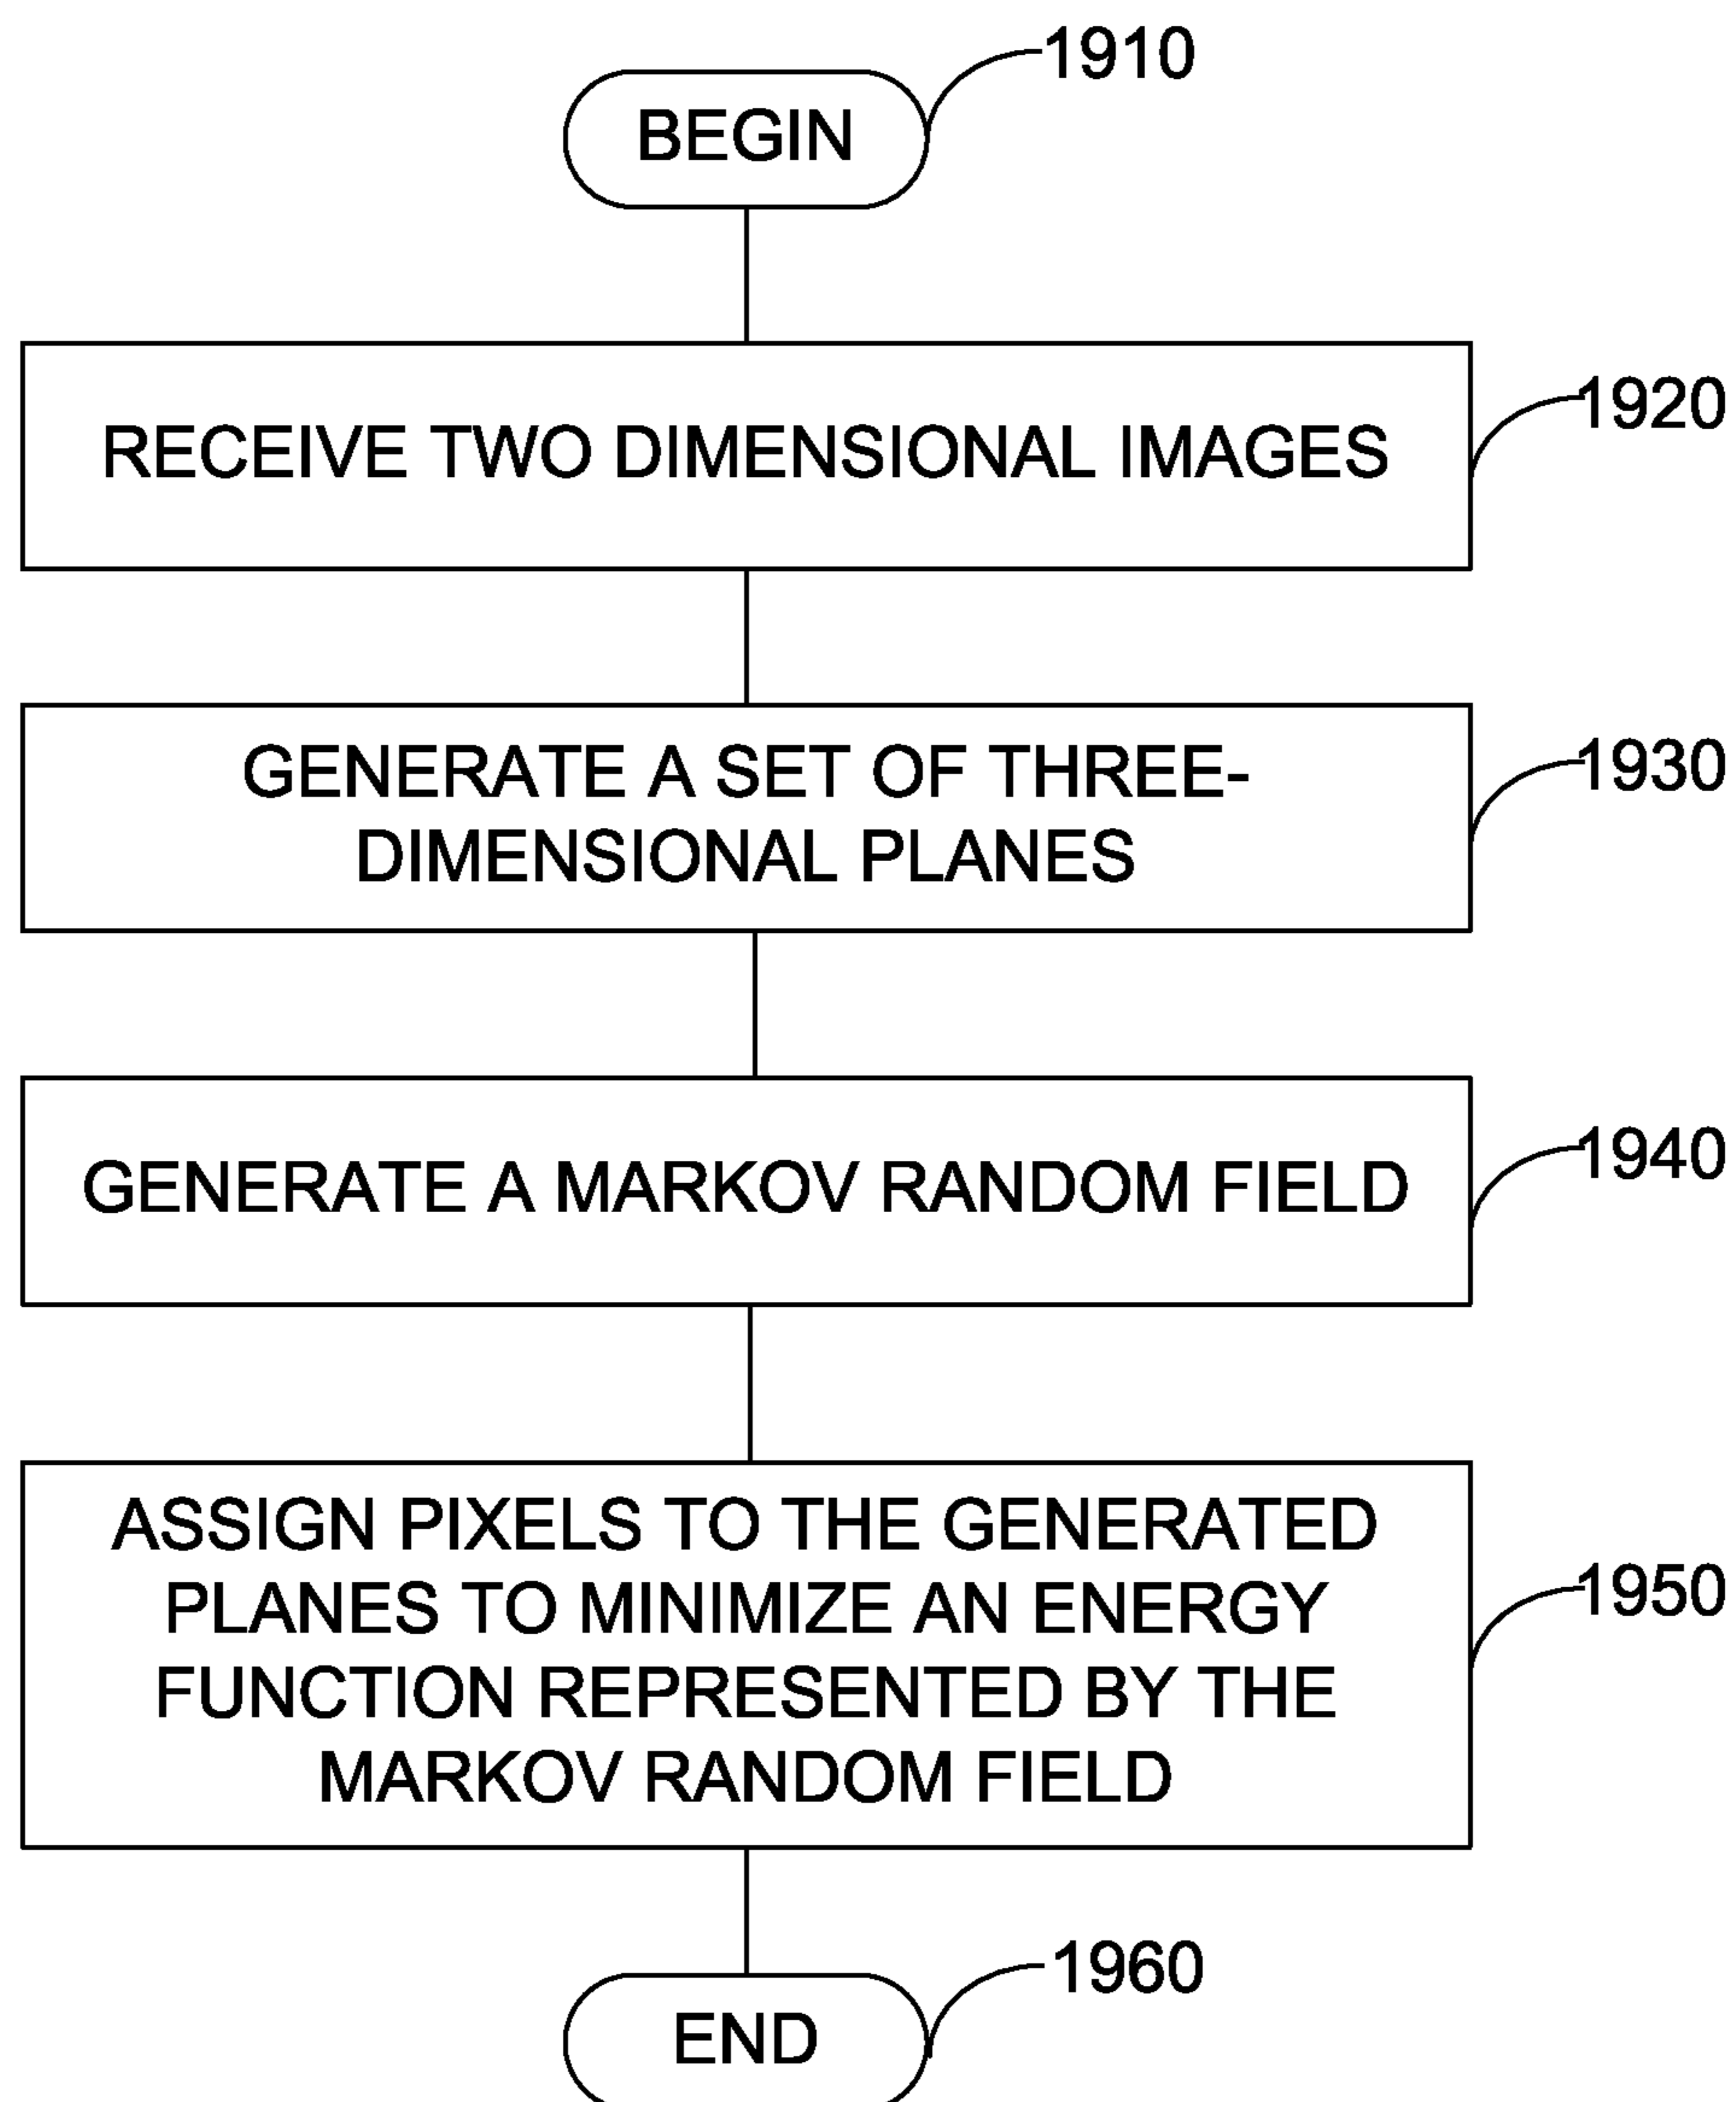 1910
BEGIN
1920
RECEIVE TWO DIMENSIONAL IMAGES
1930
GENERATE A SET OF THREE-
DIMENSIONAL PLANES
1940
GENERATE A MARKOV RANDOM FIELD
1950
ASSIGN PIXELS TO THE GENERATED
PLANES TO MINIMIZE AN ENERGY
FUNCTION REPRESENTED BY THE
MARKOV RANDOM FIELD
1960
END